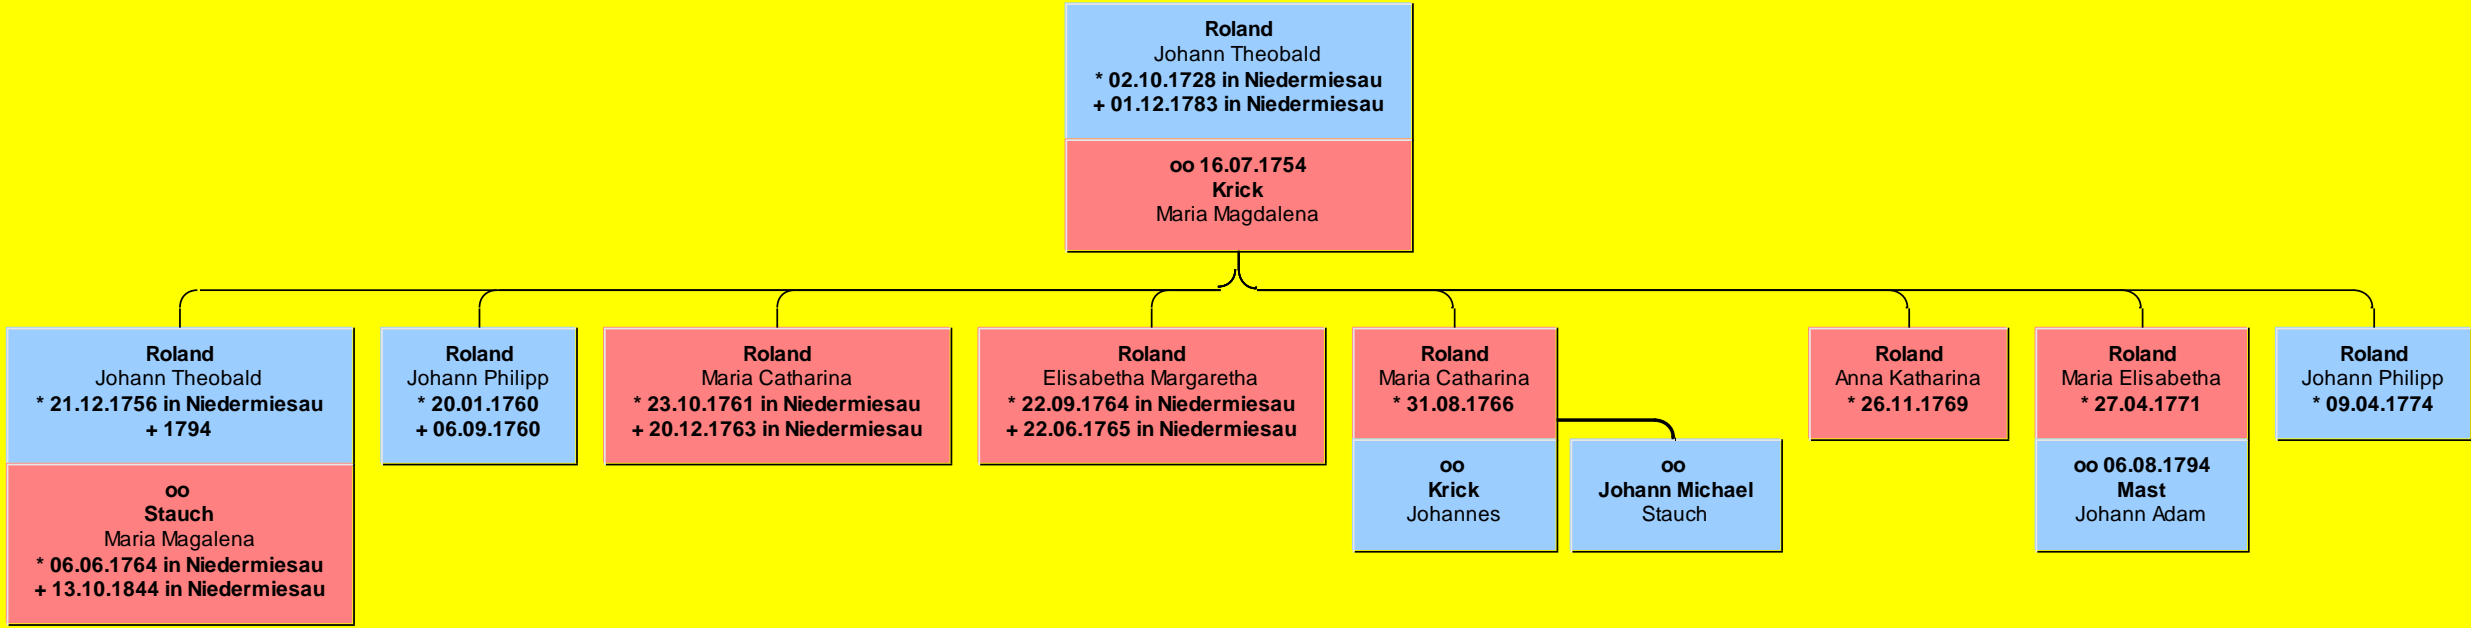 Roland
Johann Theobald
* 02.10.1728 in Niedermiesau
+ 01.12.1783 in Niedermiesau
oo 16.07.1754
Krick
Maria Magdalena
Roland
Johann Theobald
* 21.12.1756 in Niedermiesau
+ 1794
oo
Stauch
Maria Magalena
* 06.06.1764 in Niedermiesau
+ 13.10.1844 in Niedermiesau
Roland
Johann Philipp
* 20.01.1760
+ 06.09.1760
Roland
Maria Catharina
* 23.10.1761 in Niedermiesau
+ 20.12.1763 in Niedermiesau
Roland
Elisabetha Margaretha
* 22.09.1764 in Niedermiesau
+ 22.06.1765 in Niedermiesau
Roland
Maria Catharina
* 31.08.1766
oo
Krick
Johannes
oo
Johann Michael
Stauch
Roland
Anna Katharina
* 26.11.1769
Roland
Maria Elisabetha
* 27.04.1771
oo 06.08.1794
Mast
Johann Adam
Roland
Johann Philipp
* 09.04.1774